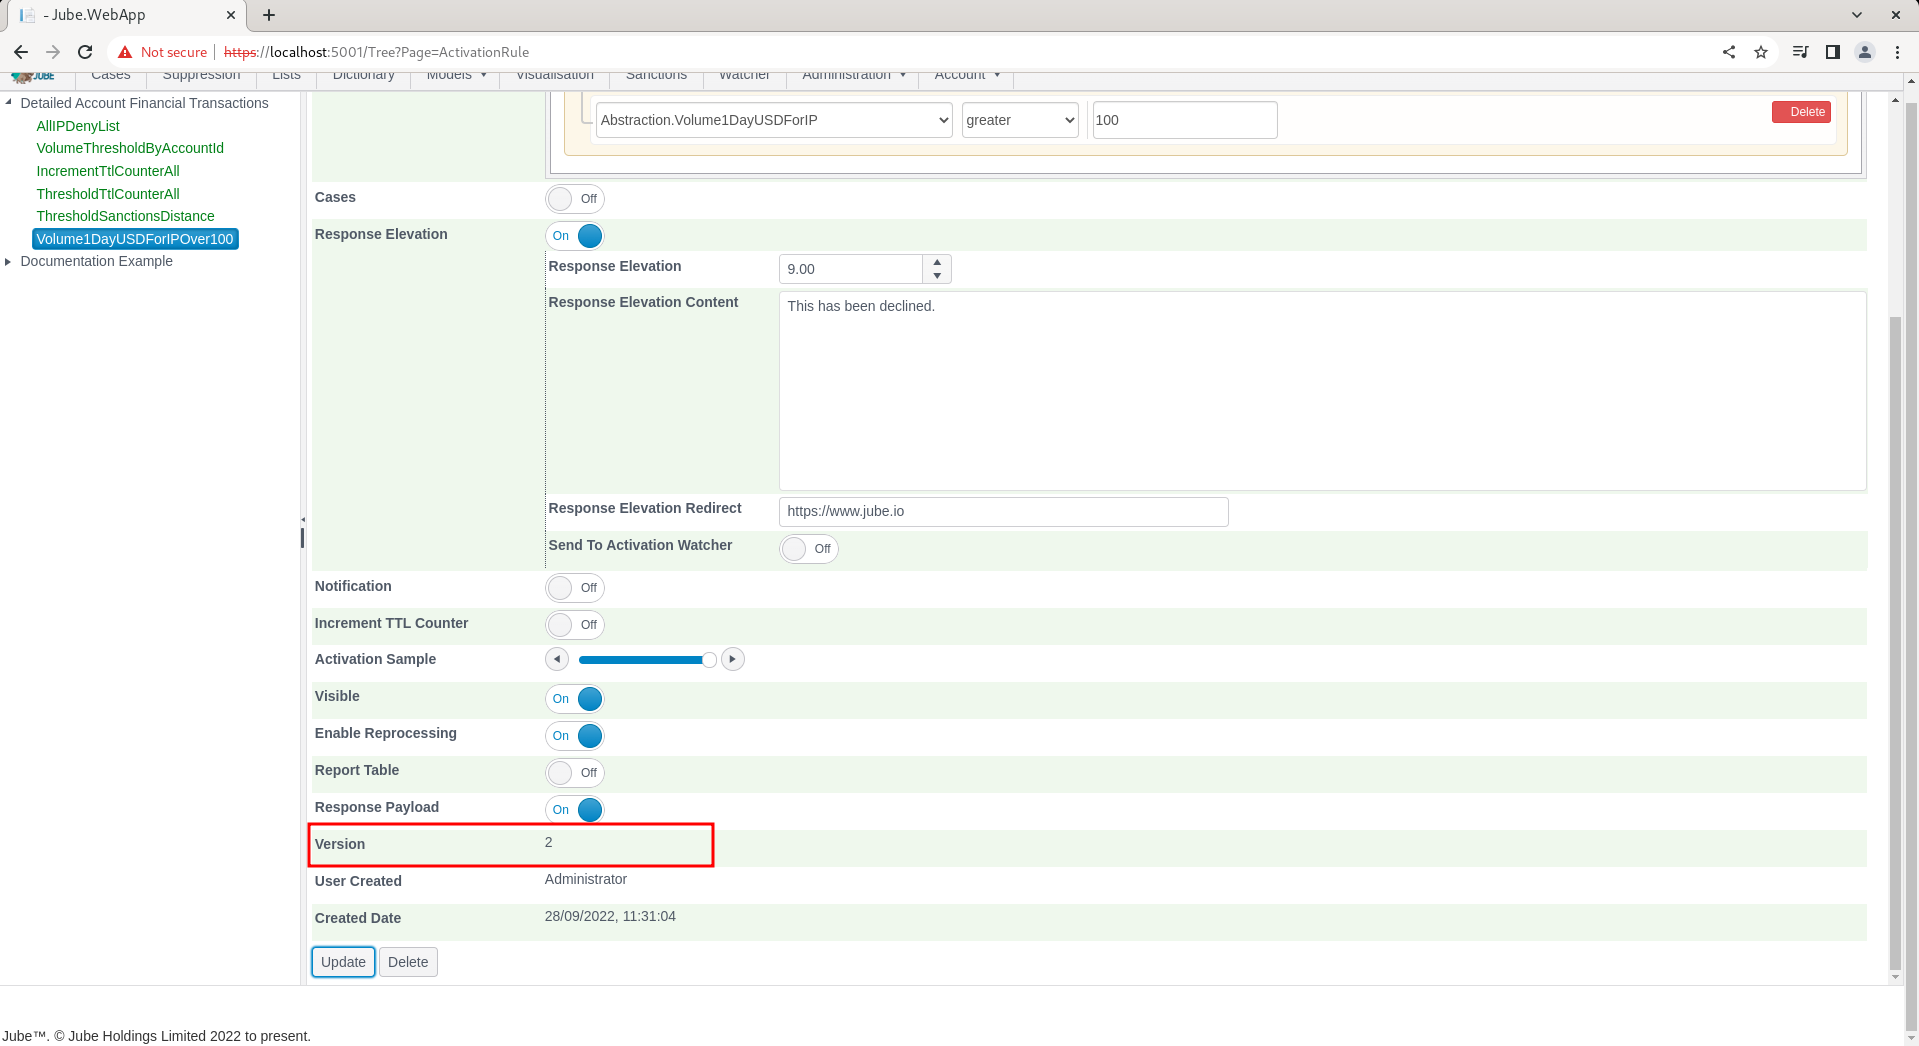 - Jube.WebApp
Not secure
https://localhost:5001/Tree?Page=ActivationRule
JUBE
Cases
Suppression
Lists
Dictionary
Models
Visualisation
Sanctions
Watcher
Administration
Account
Detailed Account Financial Transactions
AllIPDenyList
VolumeThresholdByAccountId
IncrementTtlCounterAll
ThresholdTtlCounterAll
ThresholdSanctionsDistance
Volume1DayUSDForIPOver100
Documentation Example
Abstraction.Volume1DayUSDForIP
greater
100
Delete
Cases
Off
Response Elevation
On
Response Elevation
9.00
Response Elevation Content
This has been declined.
Response Elevation Redirect
https://www.jube.io
Send To Activation Watcher
Off
Notification
Off
Increment TTL Counter
Off
Activation Sample
Visible
On
Enable Reprocessing
On
Report Table
Off
Response Payload
On
Version
2
User Created
Administrator
Created Date
28/09/2022, 11:31:04
Update
Delete
Jube™. © Jube Holdings Limited 2022 to present.